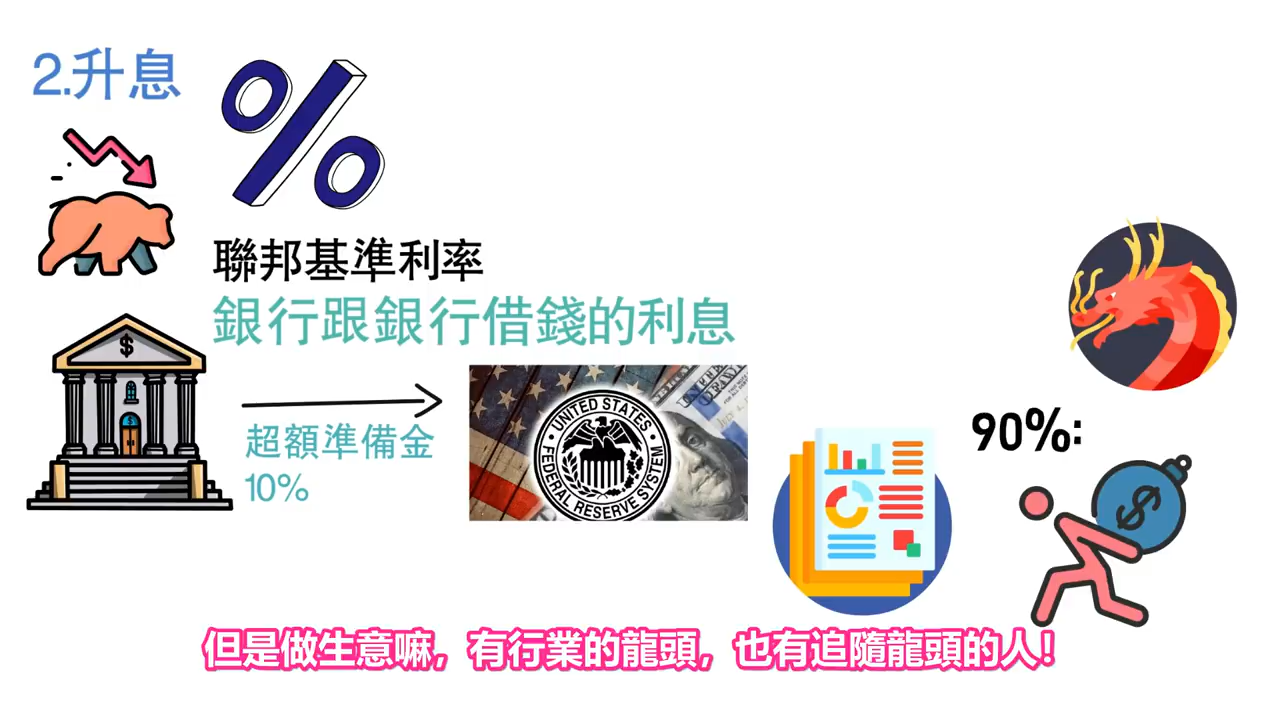 2.升息
%
聯邦基準利率
銀行跟銀行借錢的利息
$
超額準備金
10%
UNITED STATES
FEDERAL RESERVE SYSTEM
90%:
$
但是做生意嘛，有行業的龍頭，也有追隨龍頭的人！